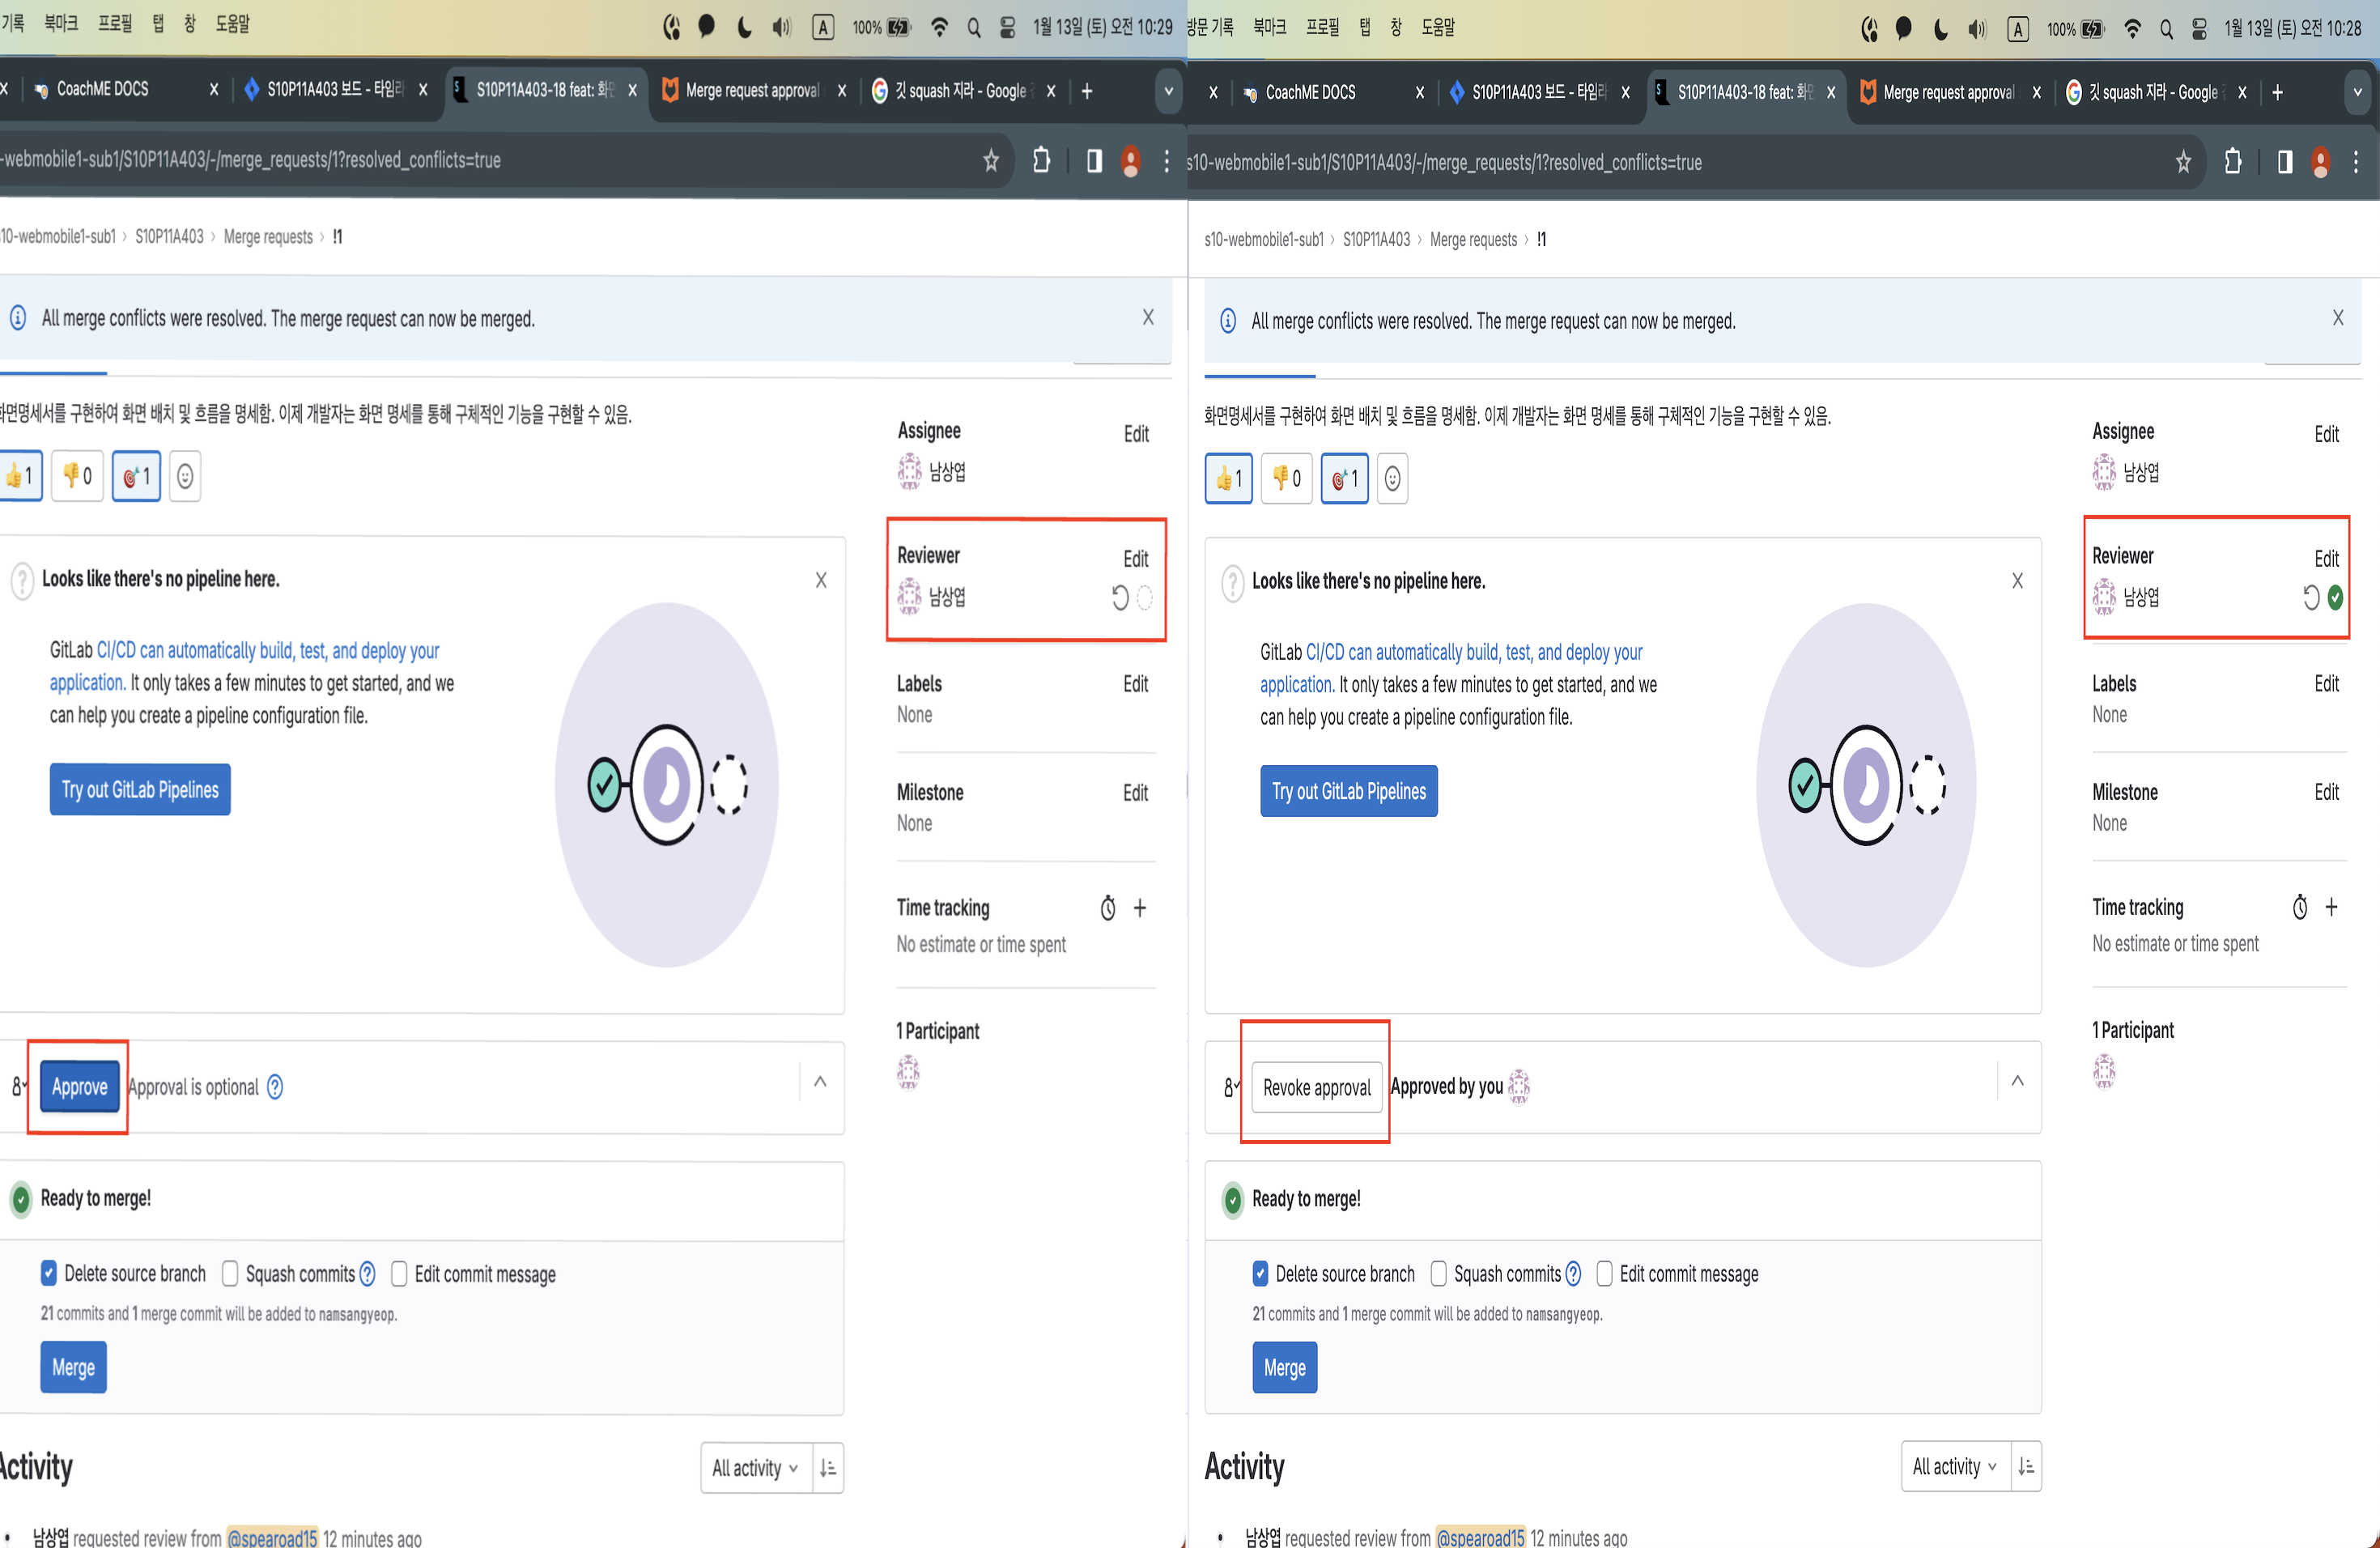 기록 북마크 프로필 탭 창 도움말 A 100% 1월 13일 (토) 오전 10:29
CoachME DOCS S10P11A403 보드 - 타임라 S10P11A403-18 feat: 화면 Merge request approval 깃 squash 지라 - Google
-webmobile1-sub1/S10P11A403/-/merge_requests/1?resolved_conflicts=true
s10-webmobile1-sub1 › S10P11A403 › Merge requests › !1
All merge conflicts were resolved. The merge request can now be merged.
화면명세서를 구현하여 화면 배치 및 흐름을 명세함. 이제 개발자는 화면 명세를 통해 구체적인 기능을 구현할 수 있음.
1 0 1
Looks like there's no pipeline here.
GitLab CI/CD can automatically build, test, and deploy your
application. It only takes a few minutes to get started, and we
can help you create a pipeline configuration file.
Try out GitLab Pipelines
Approve Approval is optional
Ready to merge!
Delete source branch Squash commits Edit commit message
21 commits and 1 merge commit will be added to namsangyeop.
Merge
Activity
All activity
남상엽 requested review from @spearoad15 12 minutes ago
Assignee Edit
남상엽
Reviewer Edit
남상엽
Labels Edit
None
Milestone Edit
None
Time tracking
No estimate or time spent
1 Participant
방문 기록 북마크 프로필 탭 창 도움말 A 100% 1월 13일 (토) 오전 10:28
CoachME DOCS S10P11A403 보드 - 타임라 S10P11A403-18 feat: 화면 Merge request approval 깃 squash 지라 - Google
s10-webmobile1-sub1/S10P11A403/-/merge_requests/1?resolved_conflicts=true
s10-webmobile1-sub1 › S10P11A403 › Merge requests › !1
All merge conflicts were resolved. The merge request can now be merged.
화면명세서를 구현하여 화면 배치 및 흐름을 명세함. 이제 개발자는 화면 명세를 통해 구체적인 기능을 구현할 수 있음.
1 0 1
Looks like there's no pipeline here.
GitLab CI/CD can automatically build, test, and deploy your
application. It only takes a few minutes to get started, and we
can help you create a pipeline configuration file.
Try out GitLab Pipelines
Revoke approval Approved by you
Ready to merge!
Delete source branch Squash commits Edit commit message
21 commits and 1 merge commit will be added to namsangyeop.
Merge
Activity
All activity
남상엽 requested review from @spearoad15 12 minutes ago
Assignee Edit
남상엽
Reviewer Edit
남상엽
Labels Edit
None
Milestone Edit
None
Time tracking
No estimate or time spent
1 Participant